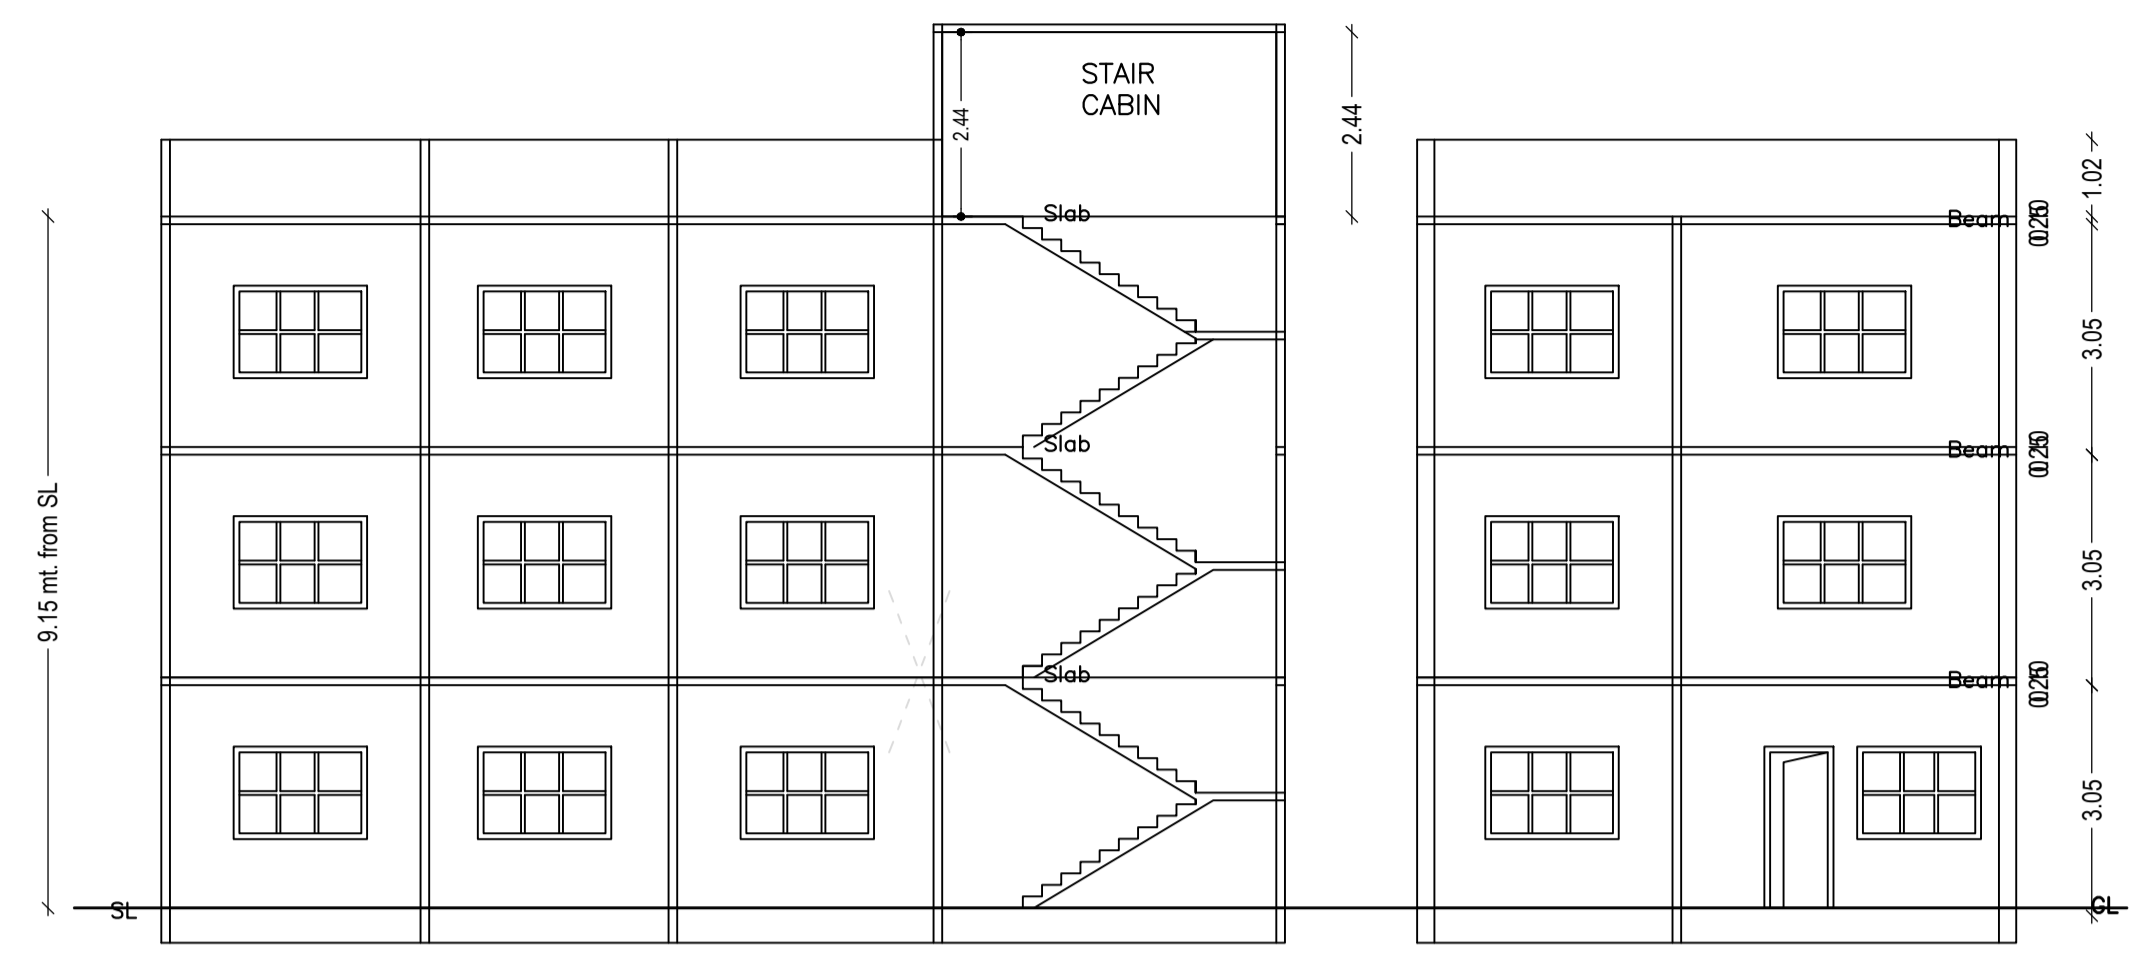 STAIR
CABIN
2.44
2.44
1.02
Slab
Beam
3.05
Slab
Beam
9.15 mt. from SL
3.05
Slab
Beam
3.05
SL
GL